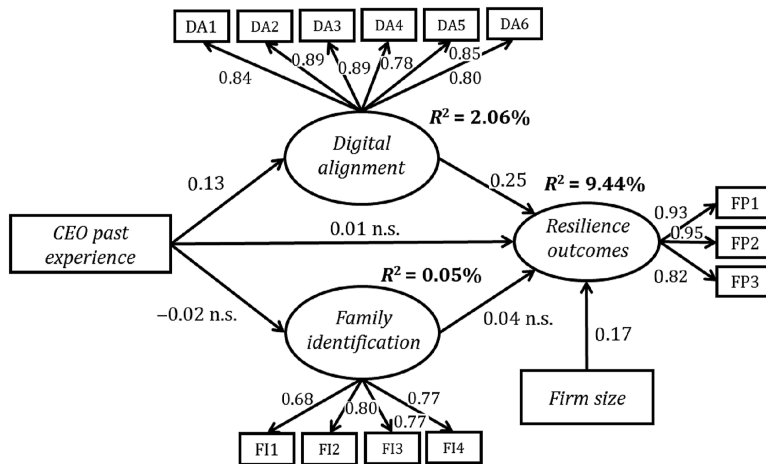 DA1 DA2 DA3 DA4 DA5 DA6
0.84 0.89 0.89 0.78 0.85 0.80
R² = 2.06%
Digital
alignment
0.13
0.25
R² = 9.44%
CEO past
experience
0.01 n.s.
Resilience
outcomes
0.93
0.95
0.82
FP1
FP2
FP3
R² = 0.05%
–0.02 n.s.
Family
identification
0.04 n.s.
0.17
Firm size
0.68 0.80 0.77 0.77
FI1 FI2 FI3 FI4